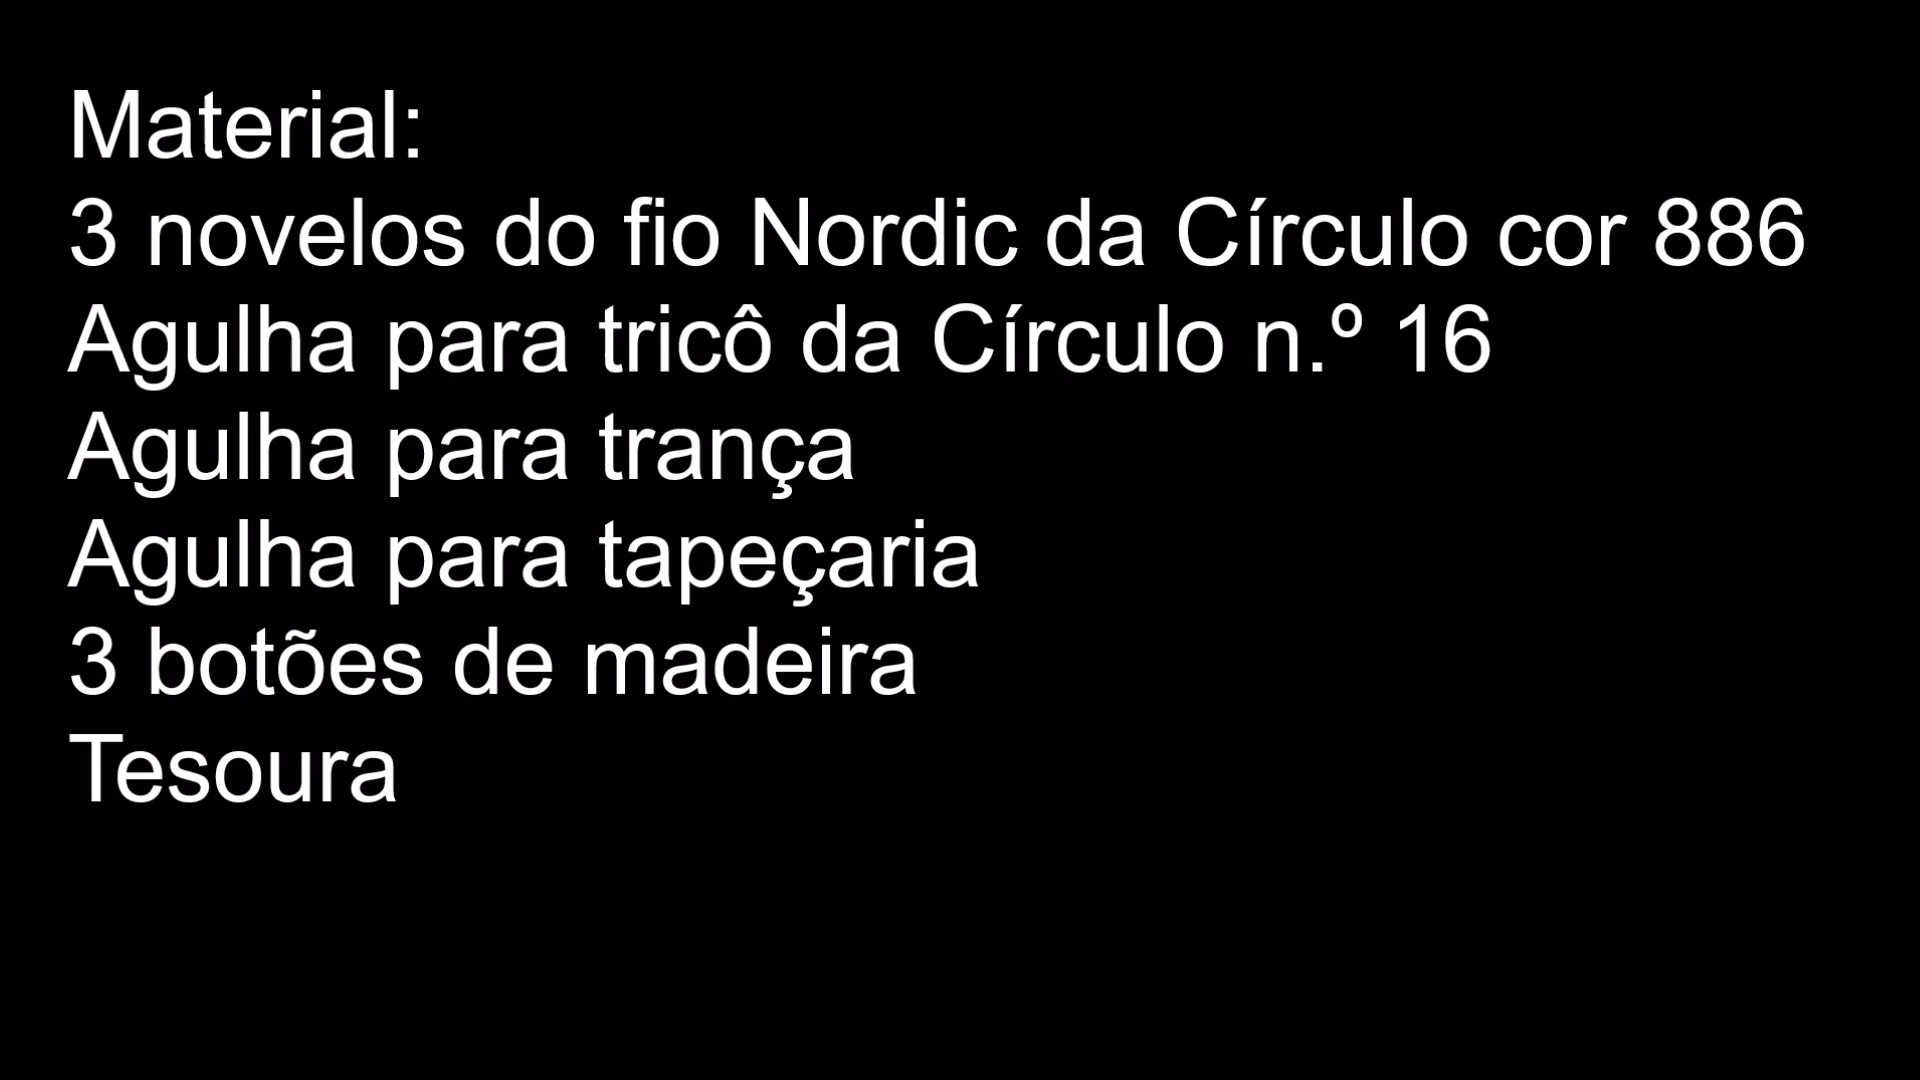 Material:
3 novelos do fio Nordic da Círculo cor 886
Agulha para tricô da Círculo n.º 16
Agulha para trança
Agulha para tapeçaria
3 botões de madeira
Tesoura